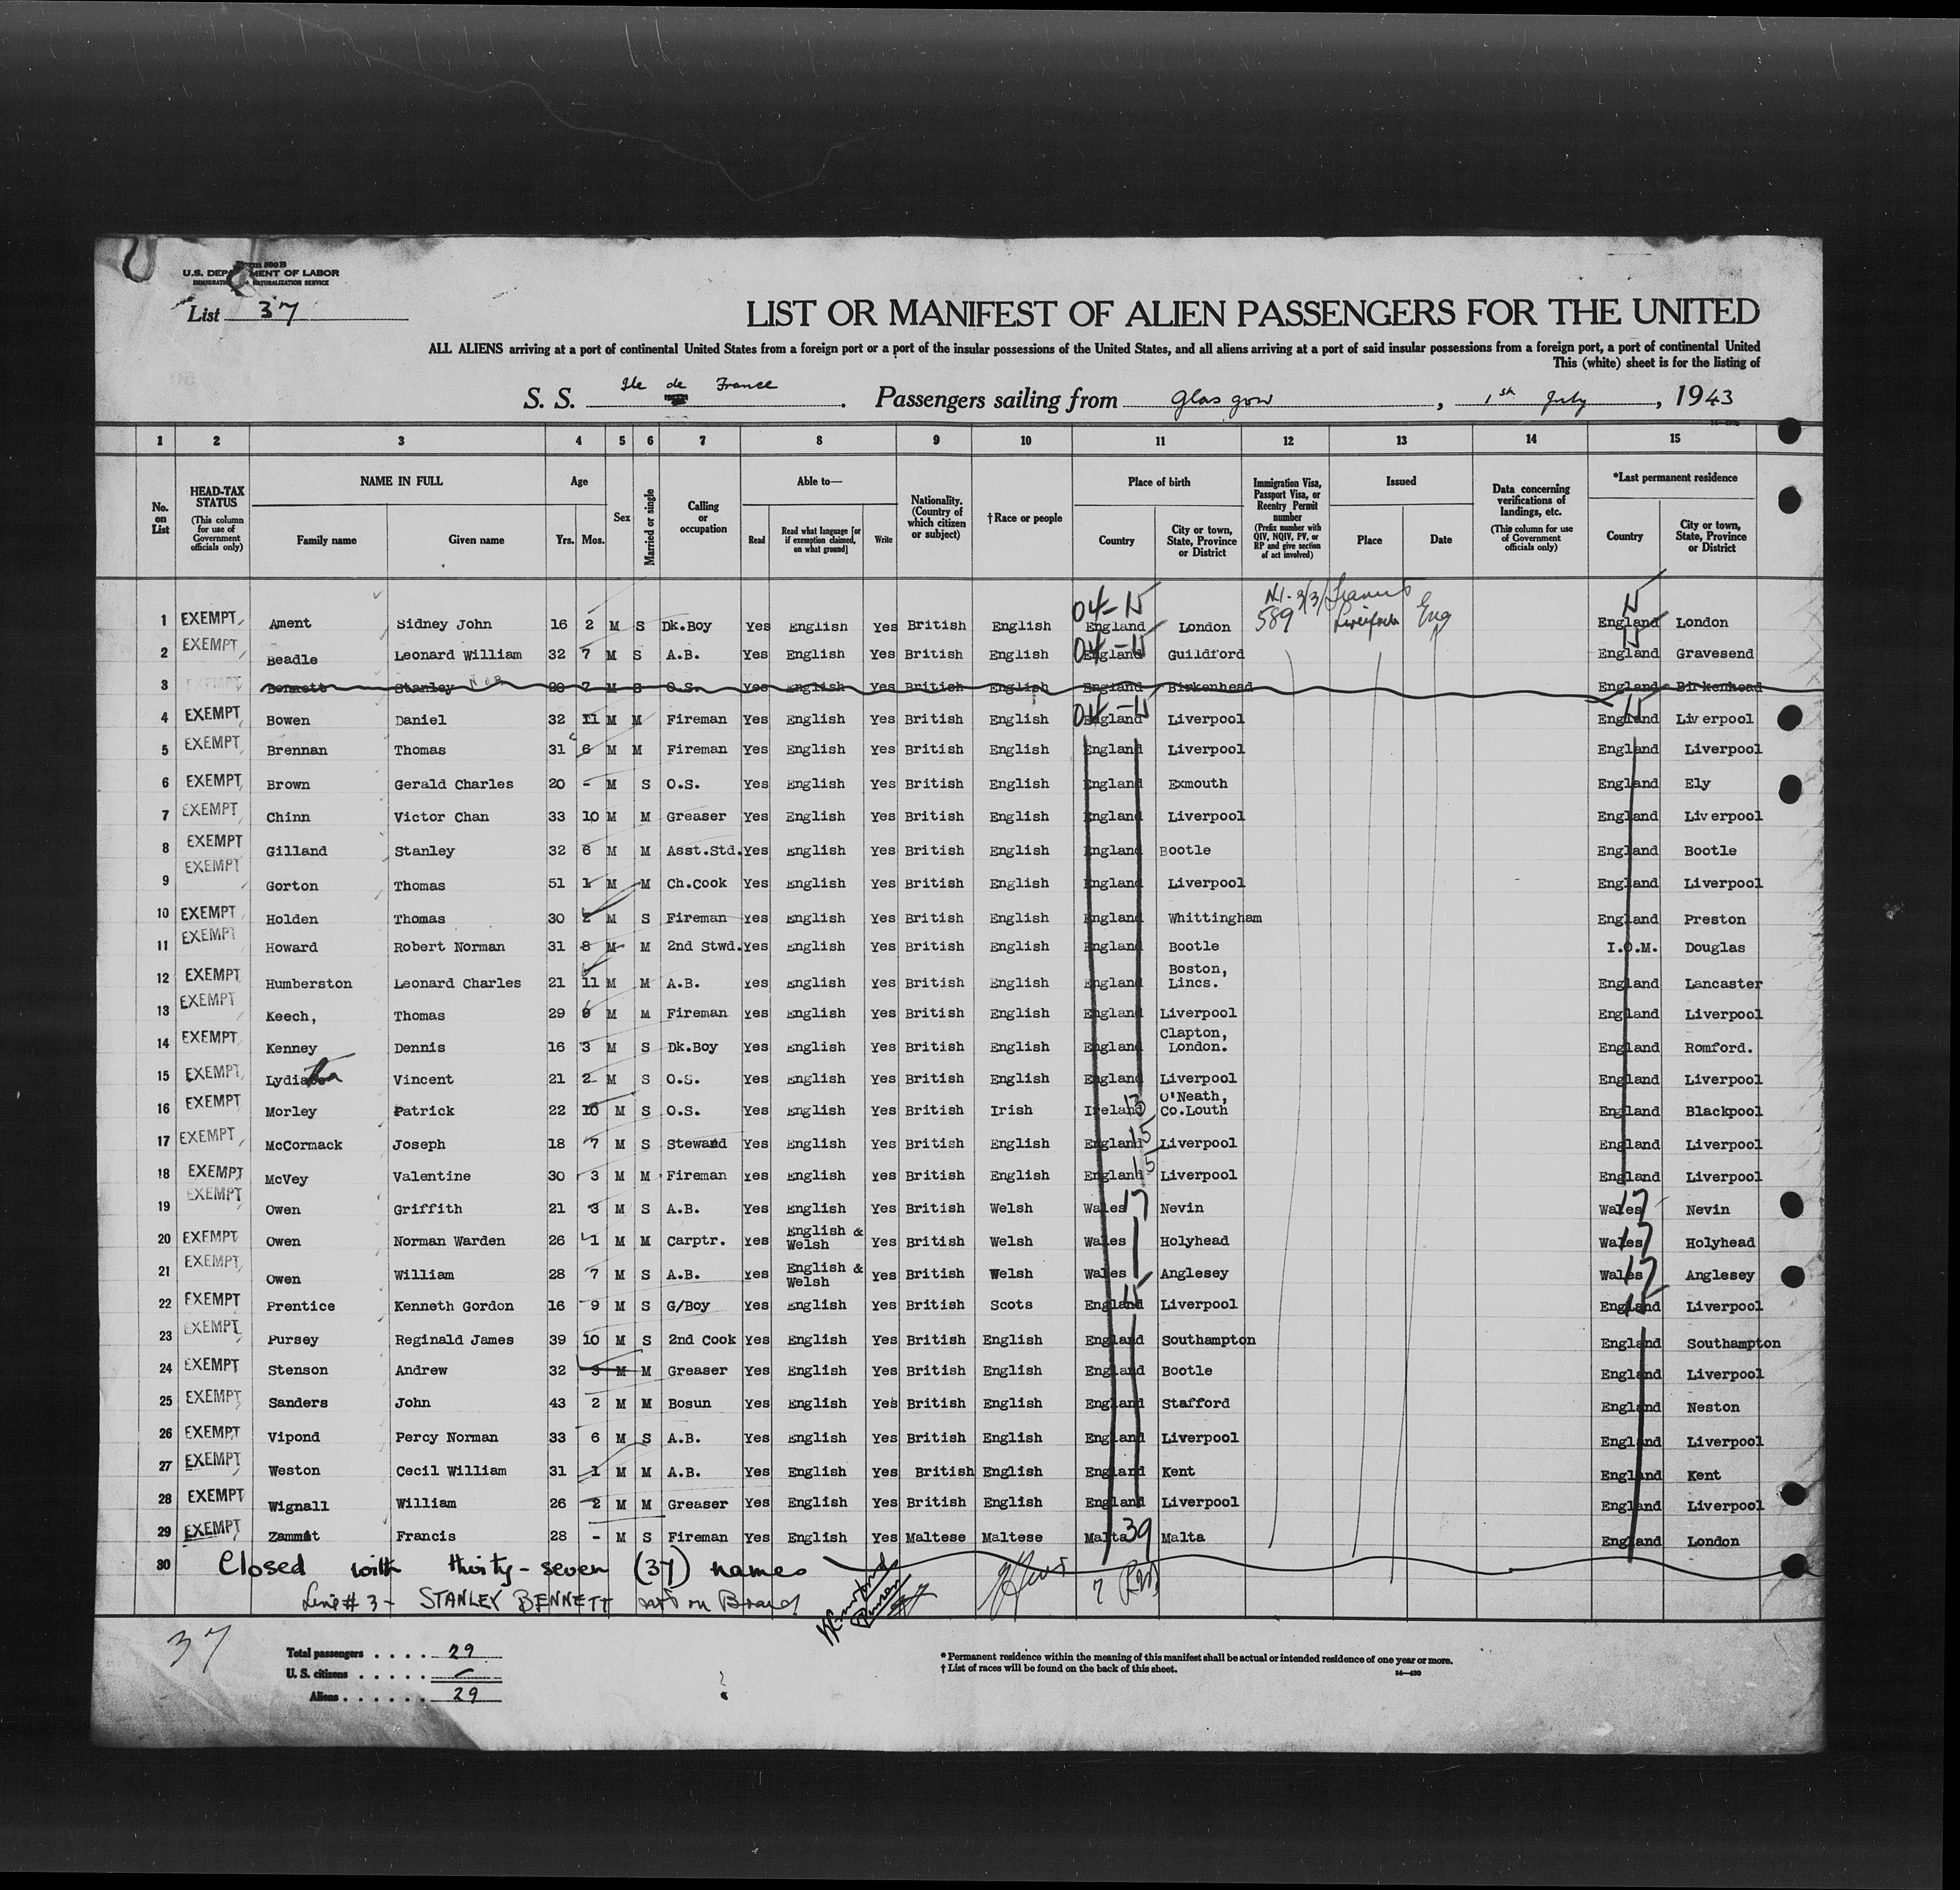 Form 500 B
U.S. DEPARTMENT OF LABOR
IMMIGRATION NATURALIZATION SERVICE
List 37
LIST OR MANIFEST OF ALIEN PASSENGERS FOR THE UNITED
ALL ALIENS arriving at a port of continental United States from a foreign port or a port of the insular possessions of the United States, and all aliens arriving at a port of said insular possessions from a foreign port, a port of continental United
This (white) sheet is for the listing of
S. S. Ile de France. Passengers sailing from Glasgow, 1st July, 1943
1 2 3 4 5 6 7 8 9 10 11 12 13 14 15
No. on List
HEAD-TAX STATUS (This column for use of Government officials only)
NAME IN FULL Family name Given name
Age Yrs. Mos.
Sex
Married or single
Calling or occupation
Able to— Read Read what language [or if exemption claimed, on what ground] Write
Nationality. (Country of which citizen or subject)
†Race or people
Place of birth Country City or town, State, Province or District
Immigration Visa, Passport Visa, or Reentry Permit number (Prefix number with QIV, NQIV, PV, or RP and give section of act involved)
Issued Place Date
Data concerning verifications of landings, etc. (This column for use of Government officials only)
*Last permanent residence Country City or town, State, Province or District
1 EXEMPT Ament Sidney John 16 2 M S Dk.Boy Yes English Yes British English England London 589 Eng England London
2 EXEMPT Beadle Leonard William 32 7 M S A.B. Yes English Yes British English England Guildford England Gravesend
3 EXEMPT Bennett Stanley 20 7 M S O.S. Yes English Yes British English England Birkenhead England Birkenhead
4 EXEMPT Bowen Daniel 32 11 M M Fireman Yes English Yes British English England Liverpool England Liverpool
5 EXEMPT Brennan Thomas 31 6 M M Fireman Yes English Yes British English England Liverpool England Liverpool
6 EXEMPT Brown Gerald Charles 20 - M S O.S. Yes English Yes British English England Exmouth England Ely
7 EXEMPT Chinn Victor Chan 33 10 M M Greaser Yes English Yes British English England Liverpool England Liverpool
8 EXEMPT Gilland Stanley 32 6 M M Asst.Std. Yes English Yes British English England Bootle England Bootle
9 EXEMPT Gorton Thomas 51 1 M M Ch.Cook Yes English Yes British English England Liverpool England Liverpool
10 EXEMPT Holden Thomas 30 2 M S Fireman Yes English Yes British English England Whittingham England Preston
11 EXEMPT Howard Robert Norman 31 8 M M 2nd Stwd. Yes English Yes British English England Bootle I.O.M. Douglas
12 EXEMPT Humberston Leonard Charles 21 11 M M A.B. Yes English Yes British English England Boston, Lincs. England Lancaster
13 EXEMPT Keech, Thomas 29 M M Fireman Yes English Yes British English England Liverpool England Liverpool
14 EXEMPT Kenney Dennis 16 3 M S Dk.Boy Yes English Yes British English England Clapton, London. England Romford.
15 EXEMPT Lydia Vincent 21 2 M S O.S. Yes English Yes British English England Liverpool England Liverpool
16 EXEMPT Morley Patrick 22 10 M S O.S. Yes English Yes British Irish Ireland 13 O'Neath, Co.Louth England Blackpool
17 EXEMPT McCormack Joseph 18 7 M S Steward Yes English Yes British English England 15 Liverpool England Liverpool
18 EXEMPT McVey Valentine 30 3 M M Fireman Yes English Yes British English England 15 Liverpool England Liverpool
19 EXEMPT Owen Griffith 21 3 M S A.B. Yes English Yes British Welsh Wales 17 Nevin Wales 17 Nevin
20 EXEMPT Owen Norman Warden 26 1 M M Carptr. Yes English & Welsh Yes British Welsh Wales Holyhead Wales 17 Holyhead
21 EXEMPT Owen William 28 7 M S A.B. Yes English & Welsh Yes British Welsh Wales Anglesey Wales 17 Anglesey
22 EXEMPT Prentice Kenneth Gordon 16 9 M S G/Boy Yes English Yes British Scots England Liverpool England Liverpool
23 EXEMPT Pursey Reginald James 39 10 M S 2nd Cook Yes English Yes British English England Southampton England Southampton
24 EXEMPT Stenson Andrew 32 3 M M Greaser Yes English Yes British English England Bootle England Liverpool
25 EXEMPT Sanders John 43 2 M M Bosun Yes English Yes British English England Stafford England Neston
26 EXEMPT Vipond Percy Norman 33 6 M S A.B. Yes English Yes British English England Liverpool England Liverpool
27 EXEMPT Weston Cecil William 31 1 M M A.B. Yes English Yes British English England Kent England Kent
28 EXEMPT Wignall William 26 2 M M Greaser Yes English Yes British English England Liverpool England Liverpool
29 EXEMPT Zammit Francis 28 - M S Fireman Yes English Yes Maltese Maltese Malta 39 Malta England London
30 Closed with thirty-seven (37) names
Line # 3 - STANLEY BENNETT not on Board
37
Total passengers . . . . 29
U. S. citizens . . . . . –
Aliens . . . . . . 29
* Permanent residence within the meaning of this manifest shall be actual or intended residence of one year or more.
† List of races will be found on the back of this sheet.